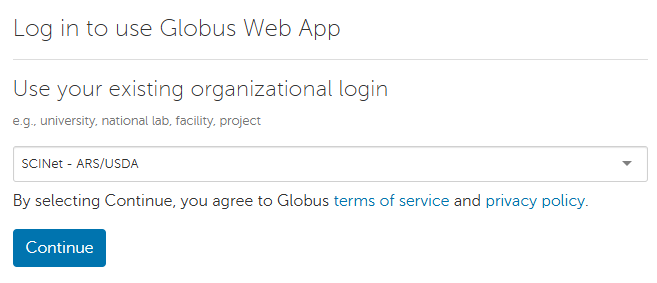 Log in to use Globus Web App
Use your existing organizational login
e.g., university, national lab, facility, project
SCINet - ARS/USDA
By selecting Continue, you agree to Globus terms of service and privacy policy.
Continue